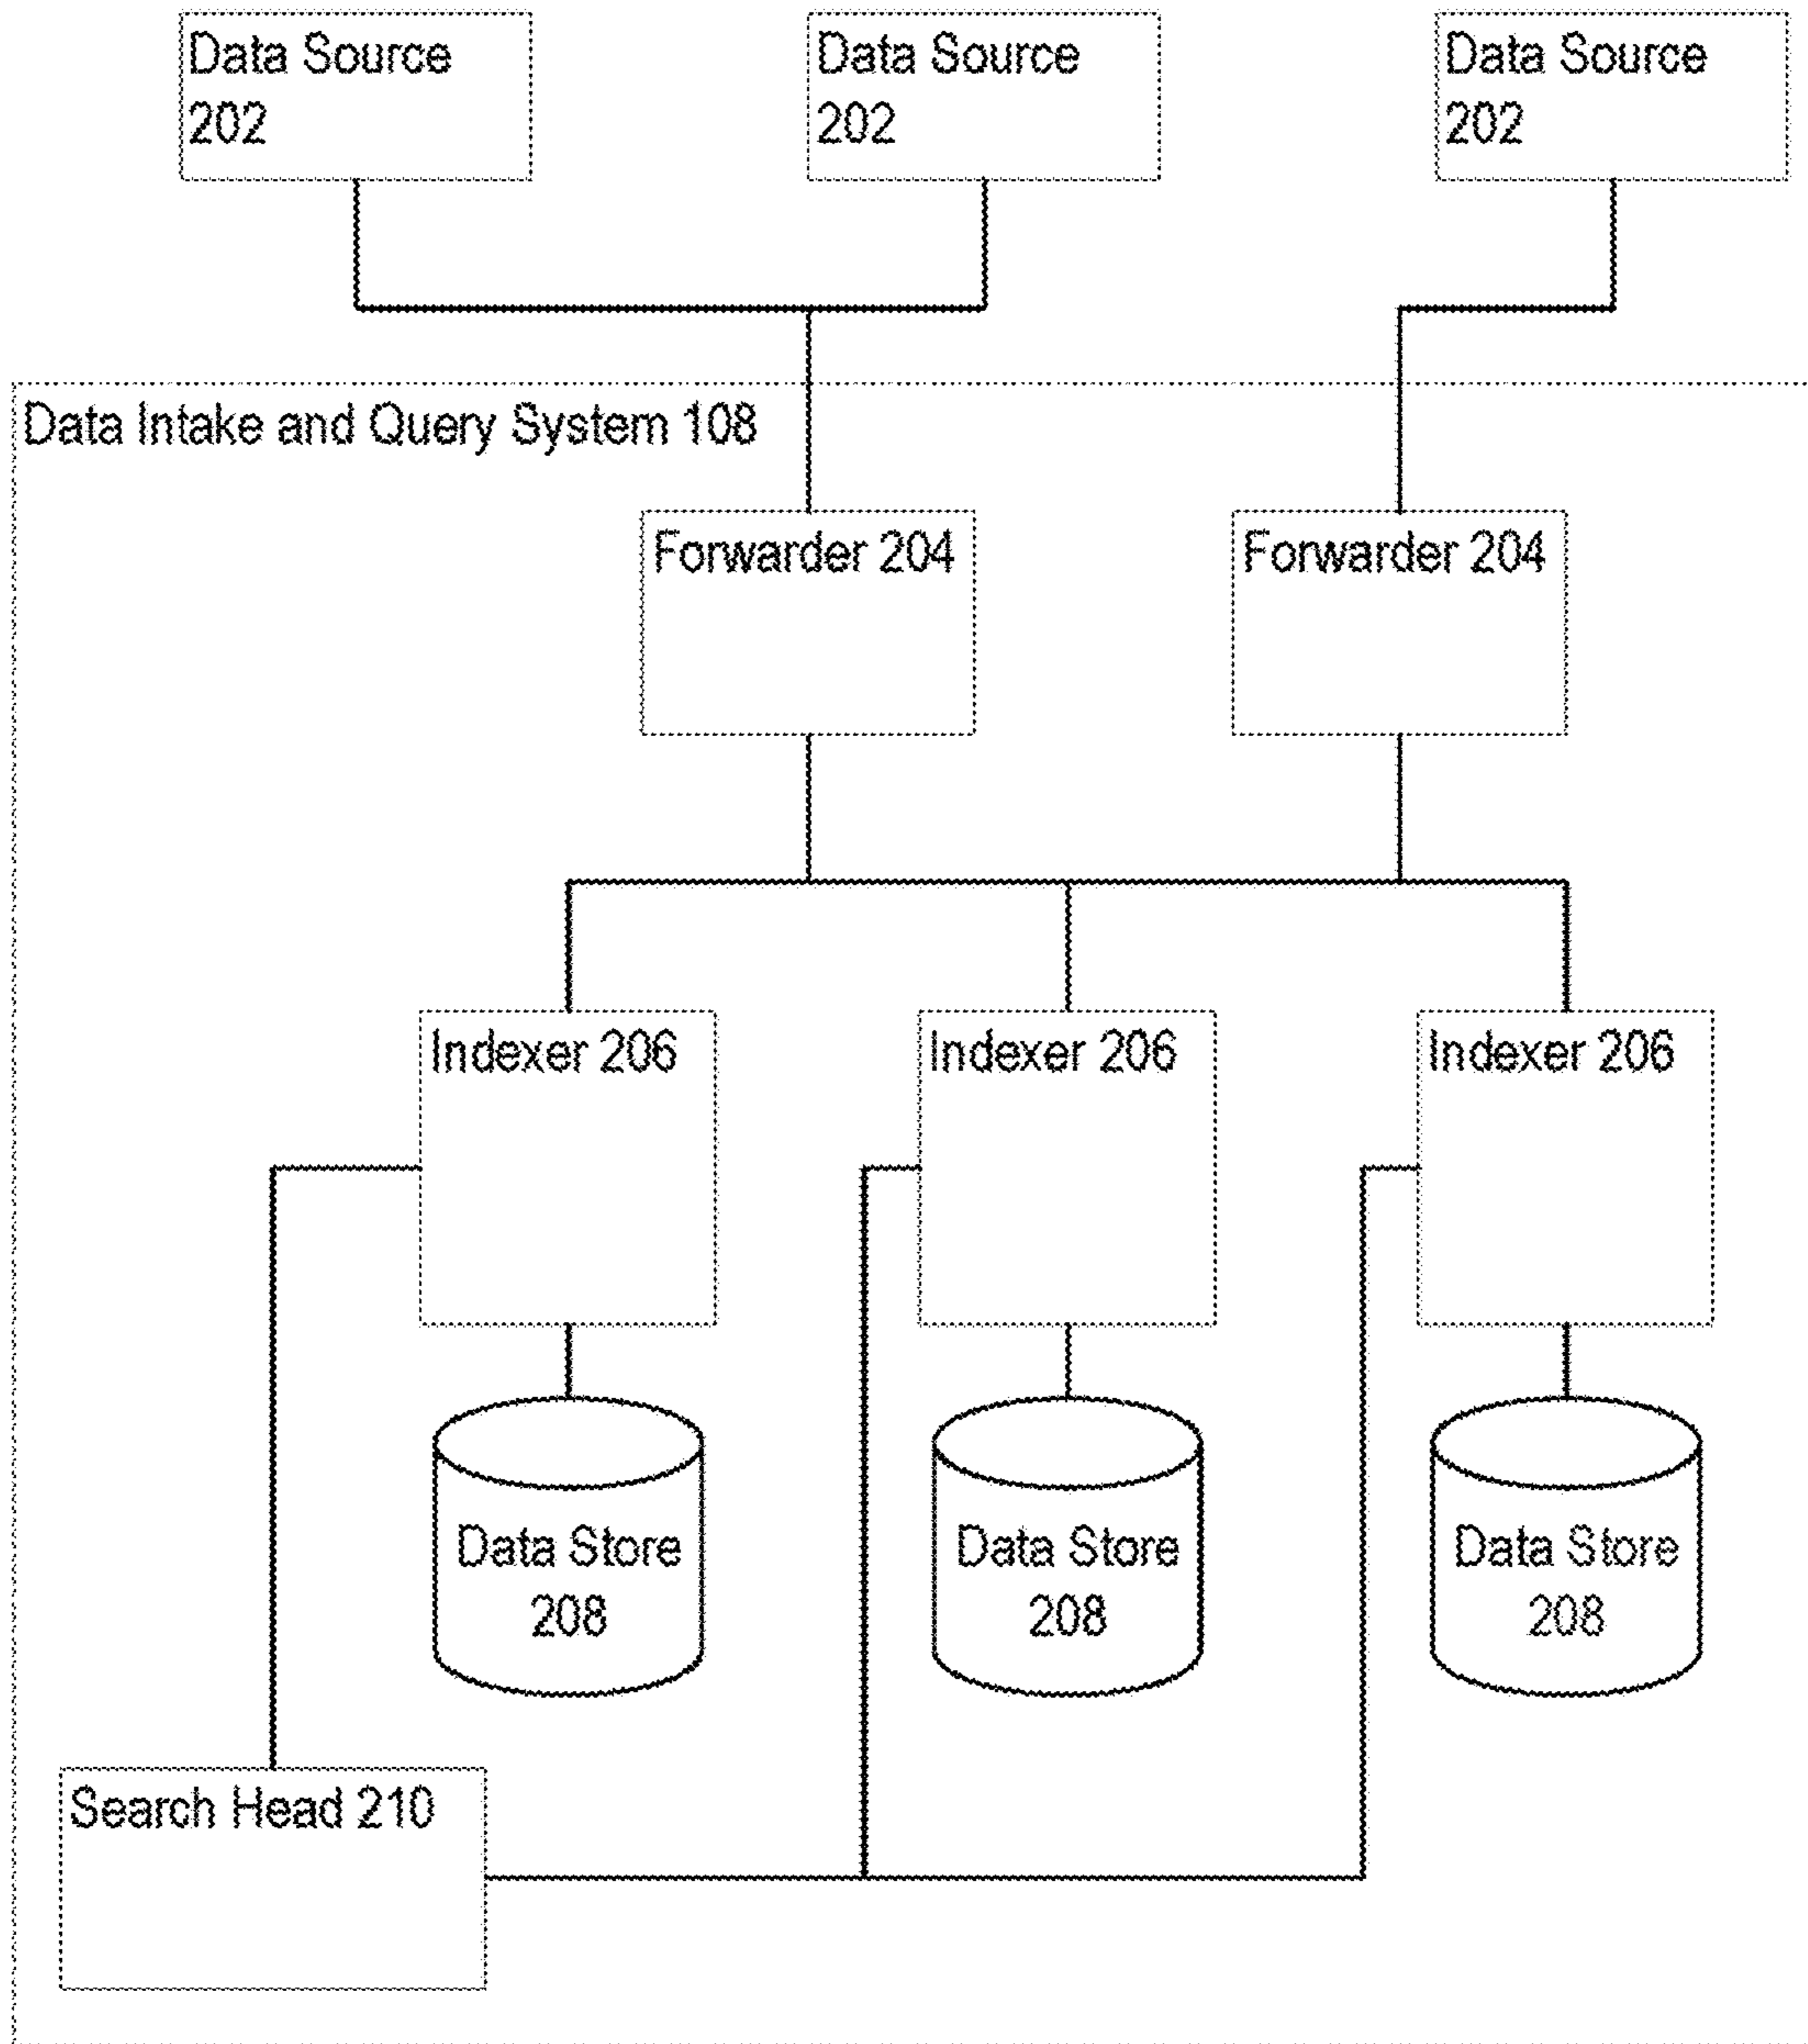 Data Source
202
Data Source
202
Data Source
202
Data Intake and Query System 108
Forwarder 204
Forwarder 204
Indexer 206
Indexer 206
Indexer 206
Data Store
208
Data Store
208
Data Store
208
Search Head 210